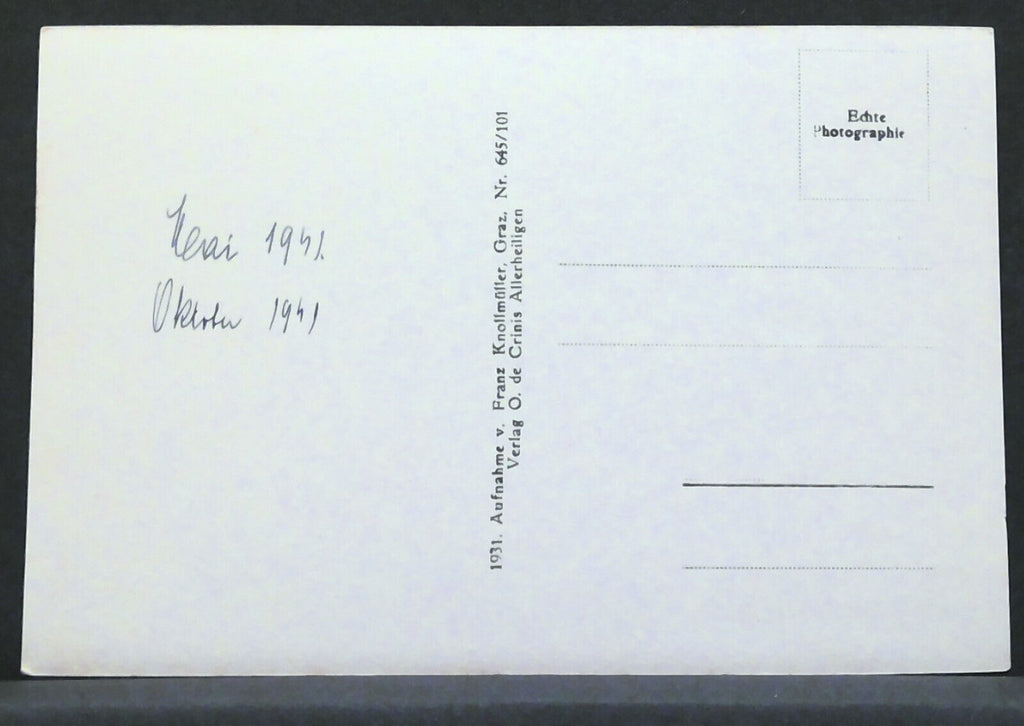 Mai 1941.
Oktober 1941
1931. Aufnahme v. Franz Knollmüller, Graz, Nr. 645/101
Verlag O. de Crinis Allerheiligen
Echte
Photographie